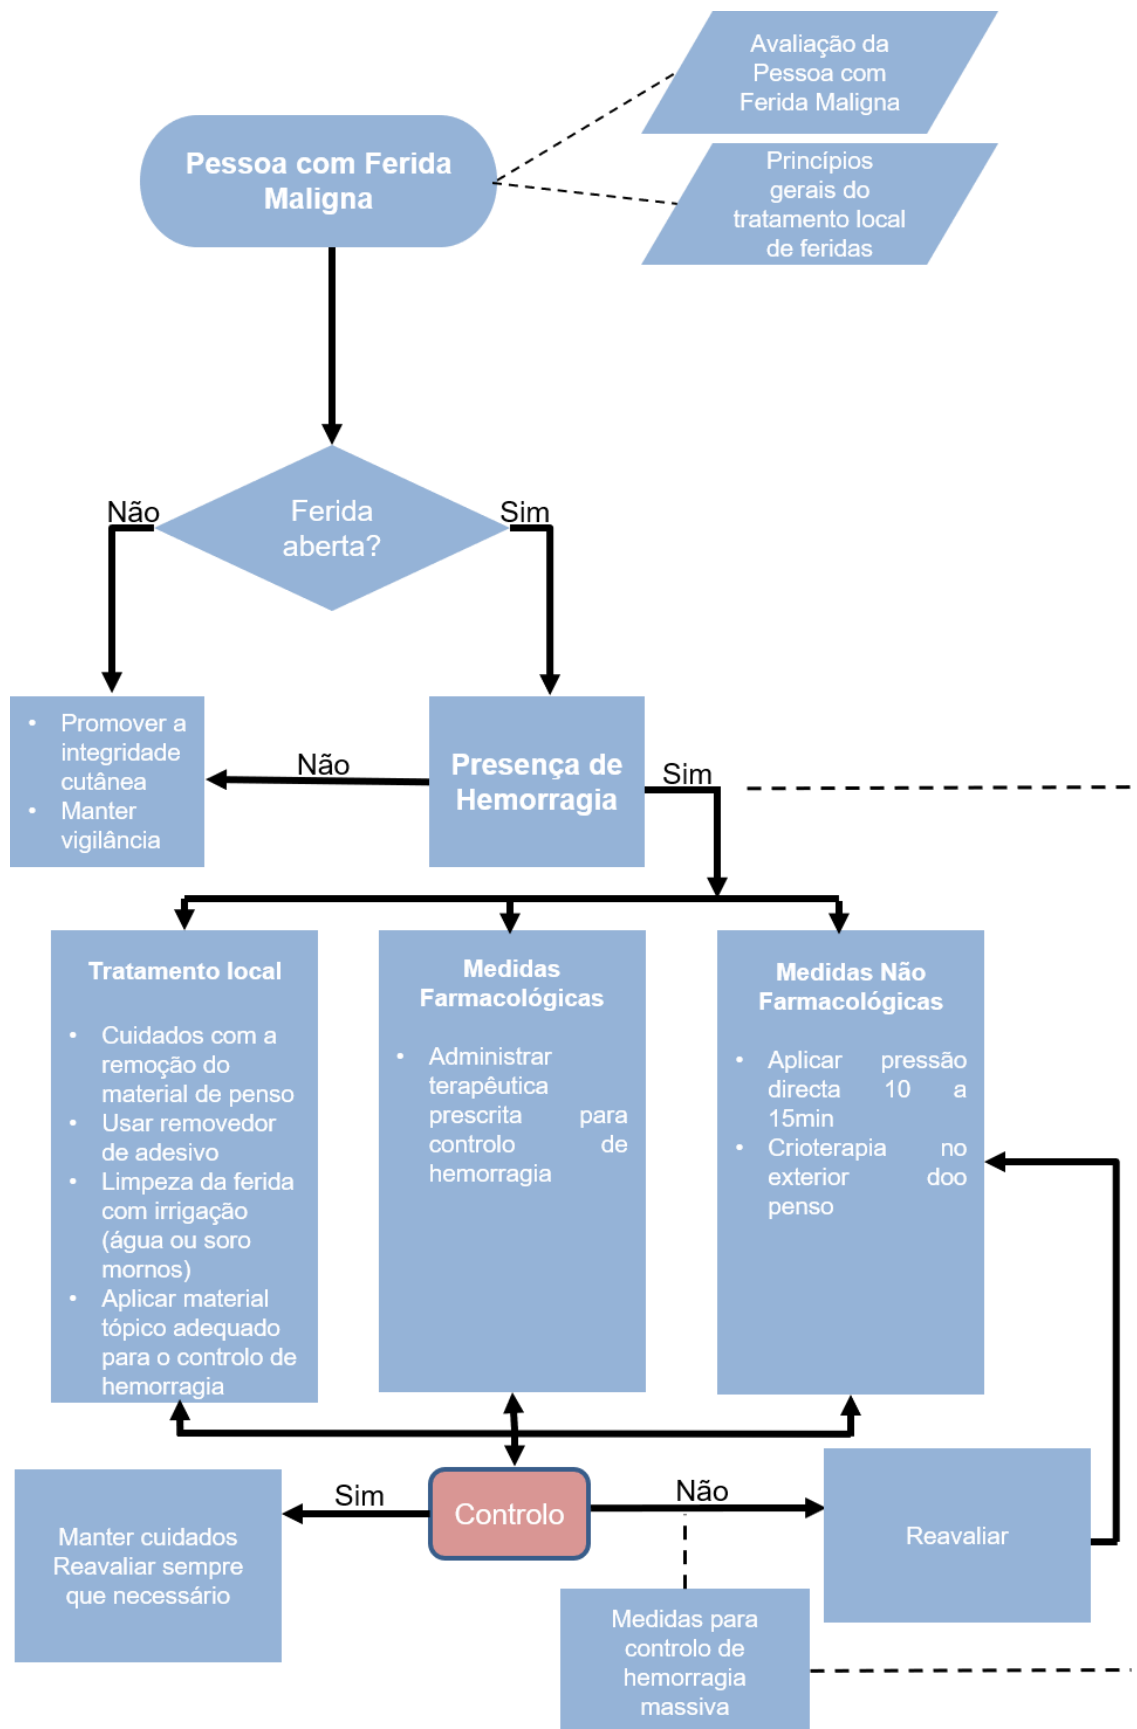 Avaliação da
Pessoa com
Ferida Maligna
Pessoa com Ferida
Maligna
Princípios
gerais do
tratamento local
de feridas
Não
Ferida
aberta?
Sim
• Promover a
integridade
cutânea
• Manter
vigilância
Não
Presença de
Hemorragia
Sim
Tratamento local
• Cuidados com a
remoção do
material de penso
• Usar removedor
de adesivo
• Limpeza da ferida
com irrigação
(água ou soro
mornos)
• Aplicar material
tópico adequado
para o controlo de
hemorragia
Medidas
Farmacológicas
• Administrar
terapêutica
prescrita para
controlo de
hemorragia
Medidas Não
Farmacológicas
• Aplicar pressão
directa 10 a
15min
• Crioterapia no
exterior doo
penso
Sim
Controlo
Não
Manter cuidados
Reavaliar sempre
que necessário
Reavaliar
Medidas para
controlo de
hemorragia
massiva